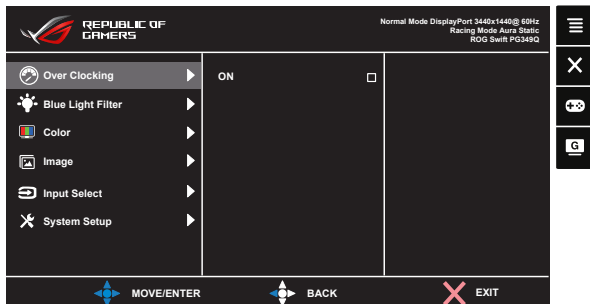 REPUBLIC OF
GAMERS
Normal Mode DisplayPort 3440x1440@ 60Hz
Racing Mode Aura Static
ROG Swift PG349Q
Over Clocking
ON
Blue Light Filter
Color
Image
Input Select
System Setup
MOVE/ENTER
BACK
EXIT
G